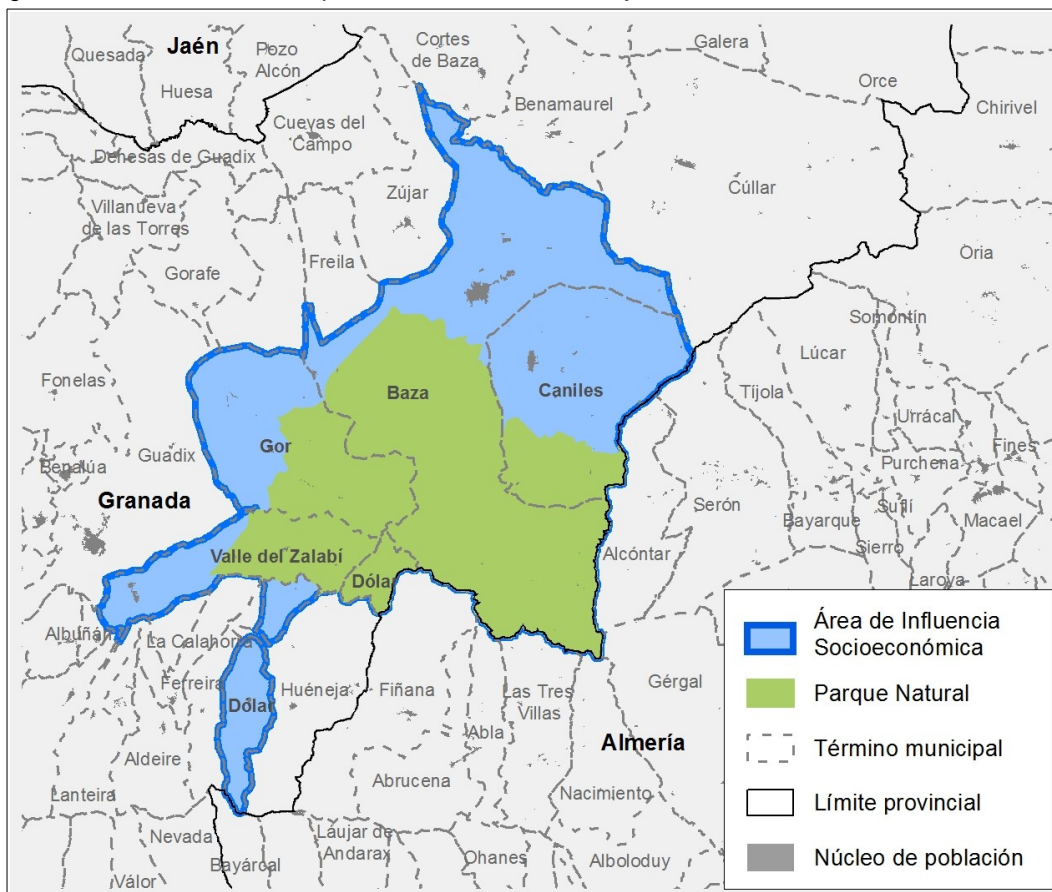 Jaén
Quesada
Pozo
Alcón
Huesa
Cortes
de Baza
Galera
Orce
Benamaurel
Chirivel
Cuevas del
Campo
Dehesas de Guadix
Zújar
Cúllar
Villanueva
de las Torres
Oria
Gorafe
Freila
Somontín
Lúcar
Fonelas
Baza
Caniles
Tíjola
Urrácal
Gor
Fines
Guadix
Benalúa
Purchena
Granada
Serón
Suflí
Bayarque
Macael
Sierro
Valle del Zalabí
Alcóntar
Dólar
Laroya
Albuñán
La Calahorra
Ferreira
Huéneja
Fiñana
Las Tres
Villas
Gérgal
Dólar
Abla
Almería
Aldeire
Abrucena
Lanteira
Nacimiento
Nevada
Láujar de
Andarax
Bayárcal
Ohanes
Alboloduy
Válor
Área de Influencia
Socioeconómica
Parque Natural
Término municipal
Límite provincial
Núcleo de población